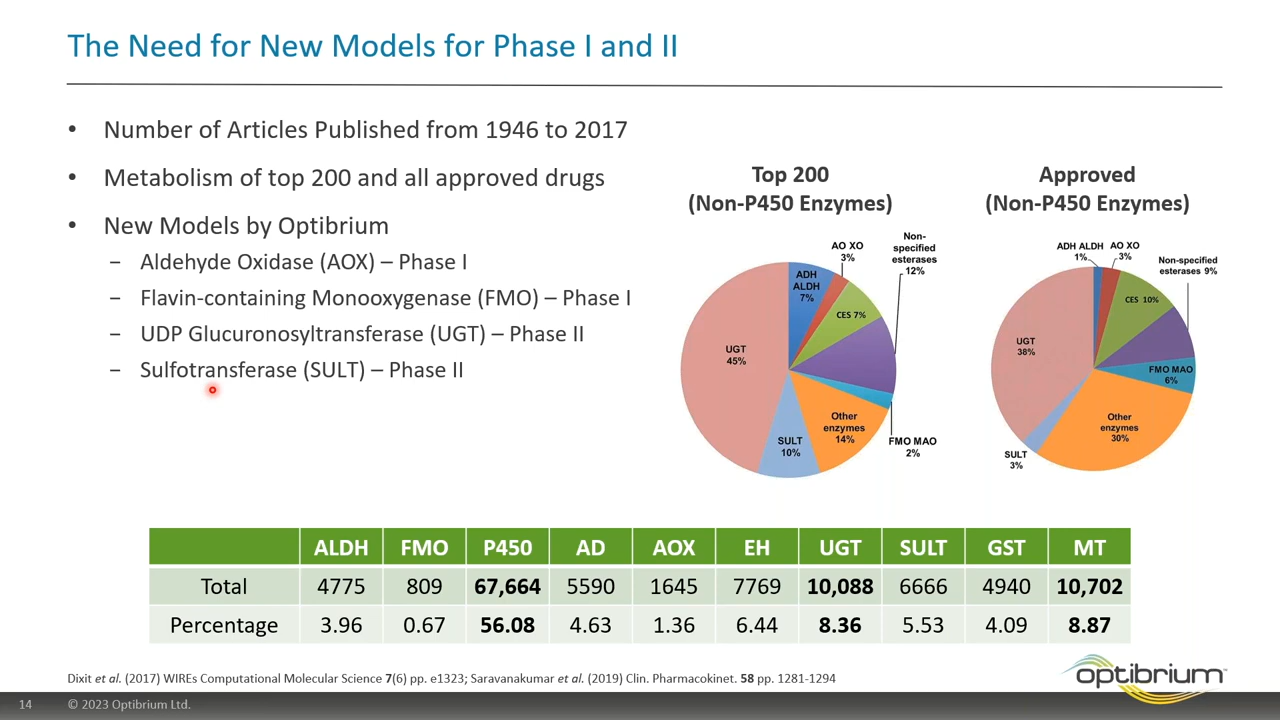 The Need for New Models for Phase I and II
• Number of Articles Published from 1946 to 2017
• Metabolism of top 200 and all approved drugs
• New Models by Optibrium
− Aldehyde Oxidase (AOX) – Phase I
− Flavin-containing Monooxygenase (FMO) – Phase I
− UDP Glucuronosyltransferase (UGT) – Phase II
− Sulfotransferase (SULT) – Phase II
Top 200
(Non-P450 Enzymes)
AO XO
3%
Non-
specified
esterases
12%
ADH
ALDH
7%
CES 7%
UGT
45%
Other
enzymes
14%
SULT
10%
FMO MAO
2%
Approved
(Non-P450 Enzymes)
ADH ALDH
1%
AO XO
3%
Non-specified
esterases 9%
CES 10%
UGT
38%
FMO MAO
6%
Other
enzymes
30%
SULT
3%
ALDH FMO P450 AD AOX EH UGT SULT GST MT
Total 4775 809 67,664 5590 1645 7769 10,088 6666 4940 10,702
Percentage 3.96 0.67 56.08 4.63 1.36 6.44 8.36 5.53 4.09 8.87
Dixit et al. (2017) WIREs Computational Molecular Science 7(6) pp. e1323; Saravanakumar et al. (2019) Clin. Pharmacokinet. 58 pp. 1281-1294
optibrium™
14 © 2023 Optibrium Ltd.